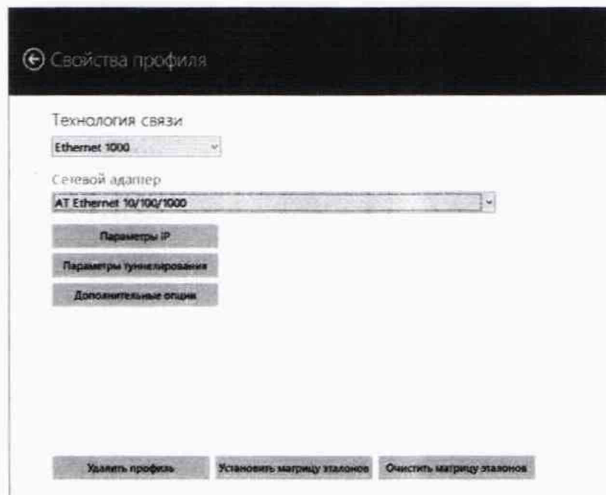 Свойства профиля
Технология связи
Ethernet 1000
Сетевой адаптер
AT Ethernet 10/100/1000
Параметры IP
Параметры туннелирования
Дополнительные опции
Удалить профиль Установить матрицу эталонов Очистить матрицу эталонов